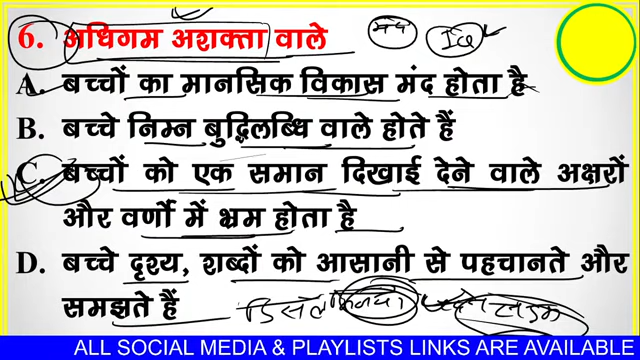 6. अधिगम अशक्ता वाले
मंद IQ
A. बच्चों का मानसिक विकास मंद होता है
B. बच्चे निम्न बुद्धिलब्धि वाले होते हैं
C. बच्चों को एक समान दिखाई देने वाले अक्षरों
और वर्णो में भ्रम होता है
D. बच्चे दृश्य, शब्दों को आसानी से पहचानते और
समझते हैं
ALL SOCIAL MEDIA & PLAYLISTS LINKS ARE AVAILABLE